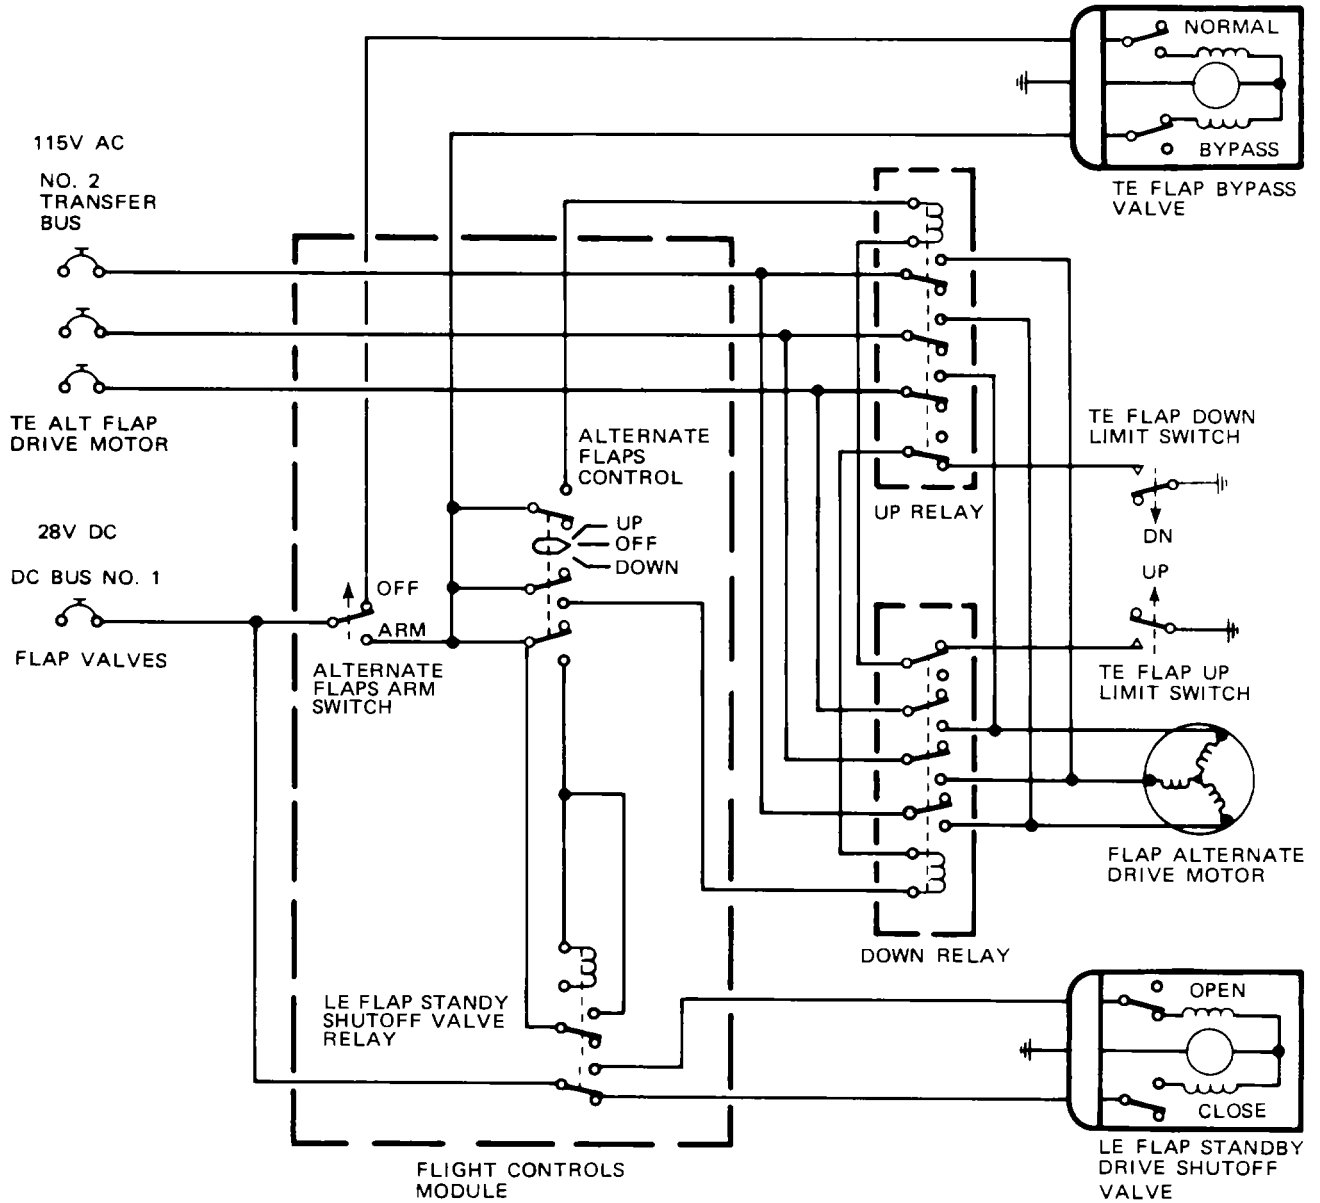 NORMAL
BYPASS
TE FLAP BYPASS
VALVE
115V AC
NO. 2
TRANSFER
BUS
TE ALT FLAP
DRIVE MOTOR
28V DC
DC BUS NO. 1
FLAP VALVES
OFF
ARM
ALTERNATE
FLAPS ARM
SWITCH
ALTERNATE
FLAPS
CONTROL
UP
OFF
DOWN
UP RELAY
TE FLAP DOWN
LIMIT SWITCH
DN
UP
TE FLAP UP
LIMIT SWITCH
FLAP ALTERNATE
DRIVE MOTOR
DOWN RELAY
LE FLAP STANDY
SHUTOFF VALVE
RELAY
OPEN
CLOSE
LE FLAP STANDBY
DRIVE SHUTOFF
VALVE
FLIGHT CONTROLS
MODULE